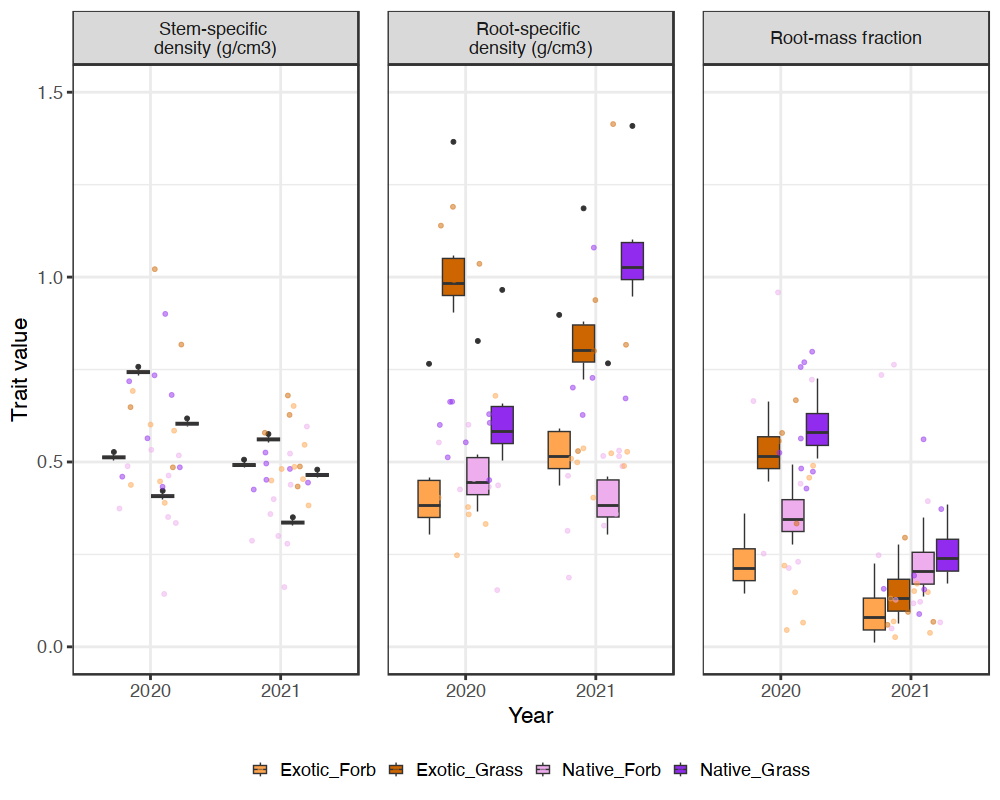 Stem-specific
density (g/cm3)
Root-specific
density (g/cm3)
Root-mass fraction
Trait value
1.5
1.0
0.5
0.0
2020
2021
2020
2021
2020
2021
Year
Exotic_Forb
Exotic_Grass
Native_Forb
Native_Grass